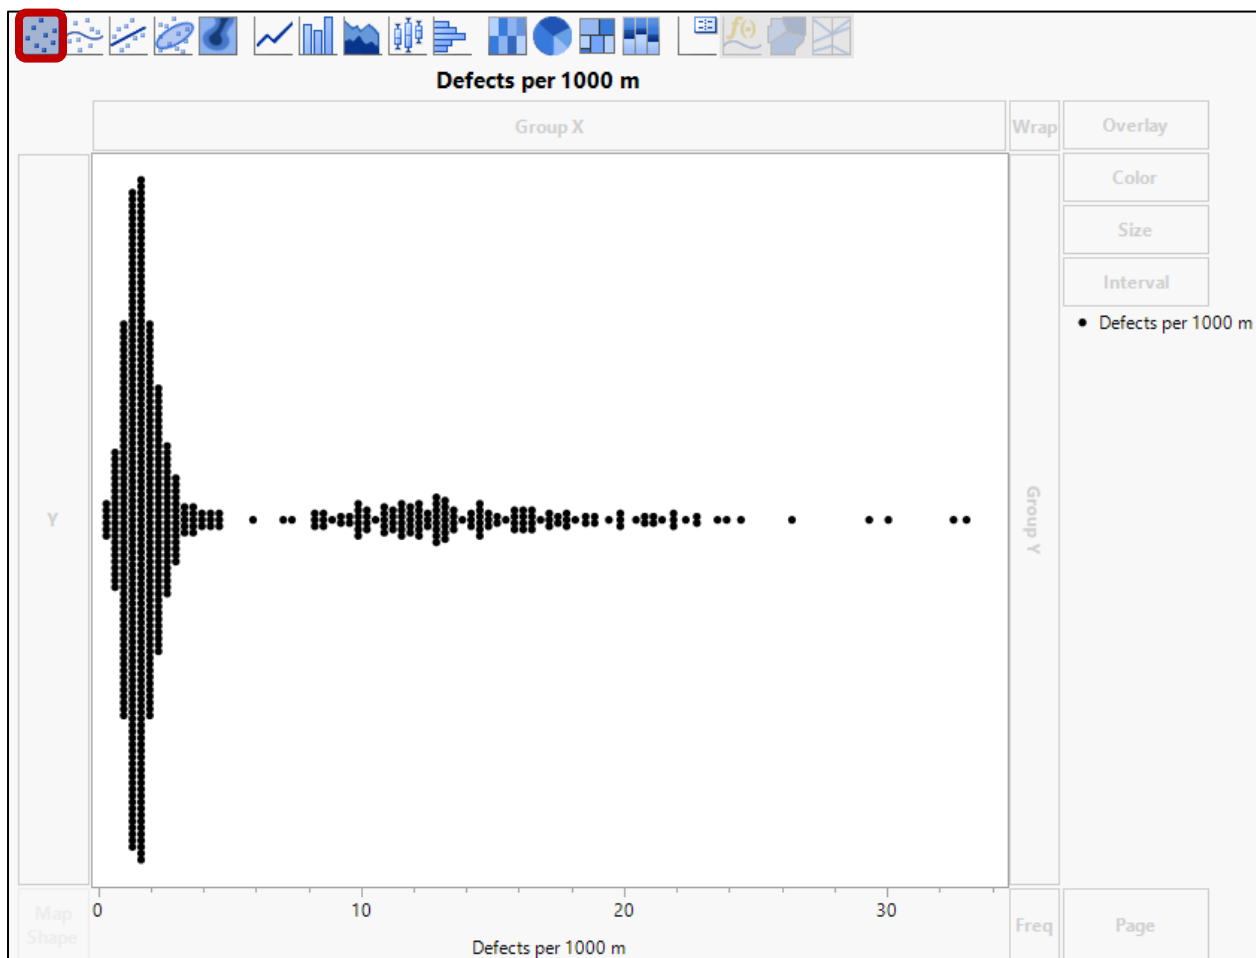 f(•)
Defects per 1000 m
Group X
Wrap
Overlay
Color
Size
Interval
Defects per 1000 m
Y
Group Y
0
10
20
30
Map
Shape
Defects per 1000 m
Freq
Page